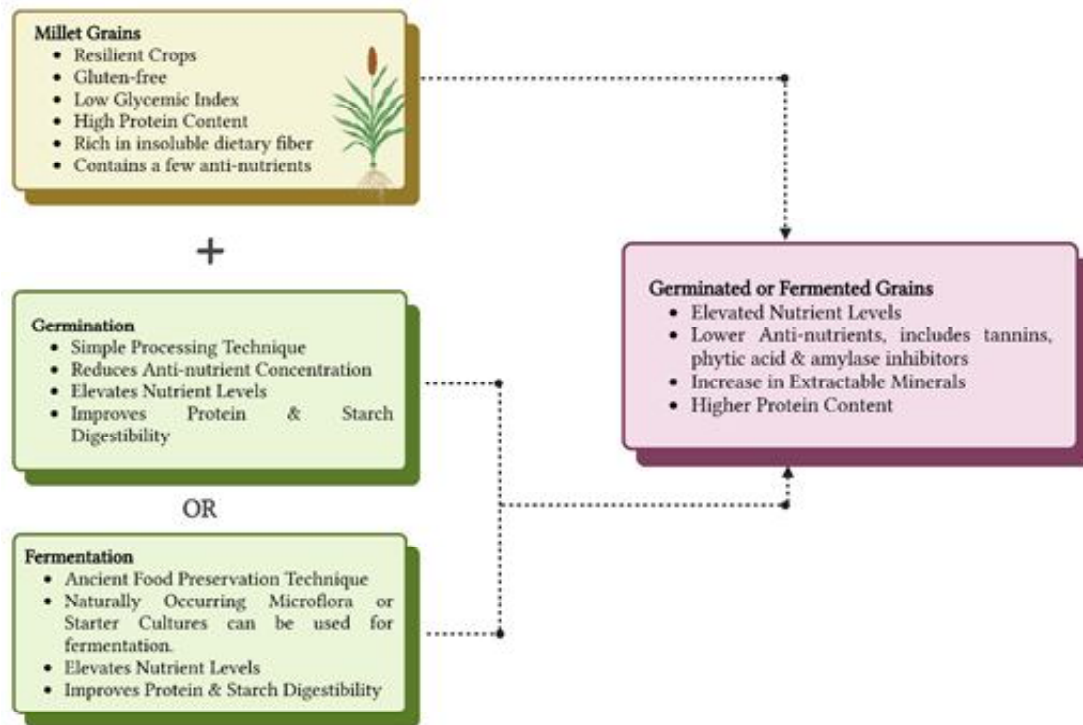 Millet Grains
• Resilient Crops
• Gluten-free
• Low Glycemic Index
• High Protein Content
• Rich in insoluble dietary fiber
• Contains a few anti-nutrients
+
Germination
• Simple Processing Technique
• Reduces Anti-nutrient Concentration
• Elevates Nutrient Levels
• Improves Protein & Starch
Digestibility
OR
Fermentation
• Ancient Food Preservation Technique
• Naturally Occurring Microflora or
Starter Cultures can be used for
fermentation.
• Elevates Nutrient Levels
• Improves Protein & Starch Digestibility
Germinated or Fermented Grains
• Elevated Nutrient Levels
• Lower Anti-nutrients, includes tannins,
phytic acid & amylase inhibitors
• Increase in Extractable Minerals
• Higher Protein Content